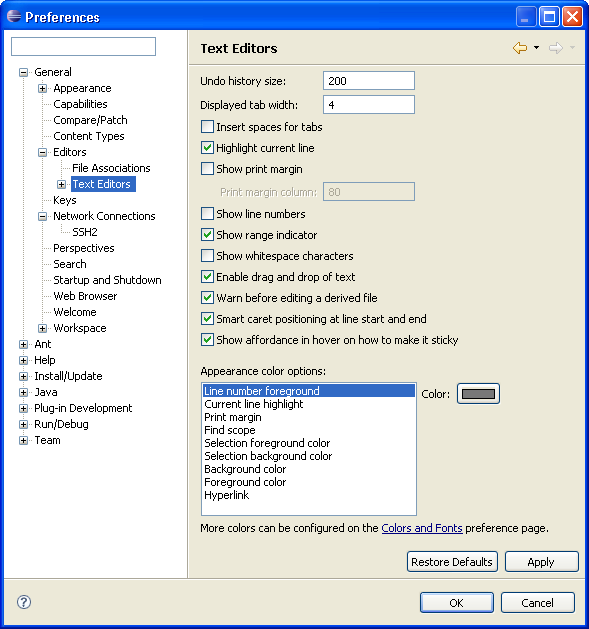 Preferences
General
Appearance
Capabilities
Compare/Patch
Content Types
Editors
File Associations
Text Editors
Keys
Network Connections
SSH2
Perspectives
Search
Startup and Shutdown
Web Browser
Welcome
Workspace
Ant
Help
Install/Update
Java
Plug-in Development
Run/Debug
Team
Text Editors
Undo history size: 200
Displayed tab width: 4
Insert spaces for tabs
Highlight current line
Show print margin
Print margin column: 80
Show line numbers
Show range indicator
Show whitespace characters
Enable drag and drop of text
Warn before editing a derived file
Smart caret positioning at line start and end
Show affordance in hover on how to make it sticky
Appearance color options:
Line number foreground
Current line highlight
Print margin
Find scope
Selection foreground color
Selection background color
Background color
Foreground color
Hyperlink
Color:
More colors can be configured on the Colors and Fonts preference page.
Restore Defaults Apply
? OK Cancel